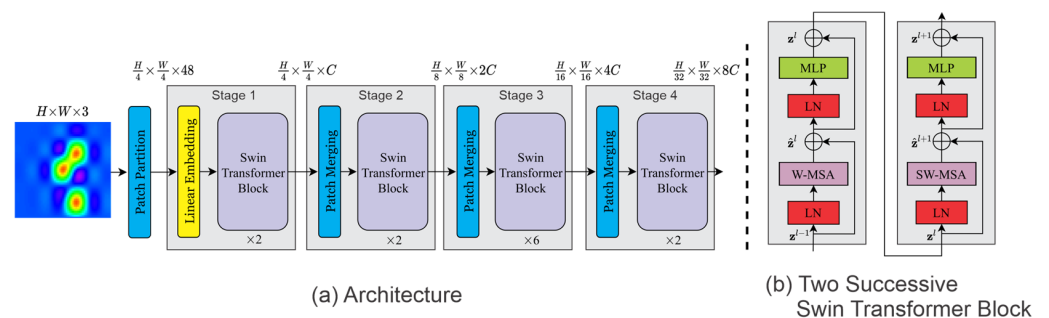 H×W×3
H/4 × W/4 × 48
H/4 × W/4 × C
H/8 × W/8 × 2C
H/16 × W/16 × 4C
H/32 × W/32 × 8C
Patch Partition
Stage 1
Linear Embedding
Swin
Transformer
Block
×2
Stage 2
Patch Merging
Swin
Transformer
Block
×2
Stage 3
Patch Merging
Swin
Transformer
Block
×6
Stage 4
Patch Merging
Swin
Transformer
Block
×2
(a) Architecture
z^l
MLP
LN
ẑ^l
W-MSA
LN
z^{l-1}
z^{l+1}
MLP
LN
ẑ^{l+1}
SW-MSA
LN
z^l
(b) Two Successive
Swin Transformer Block